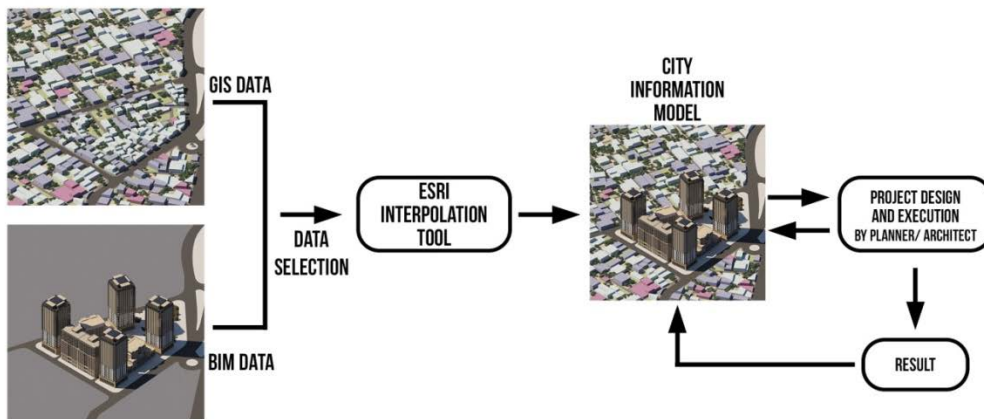 GIS DATA
BIM DATA
DATA
SELECTION
ESRI
INTERPOLATION
TOOL
CITY
INFORMATION
MODEL
PROJECT DESIGN
AND EXECUTION
BY PLANNER/ ARCHITECT
RESULT